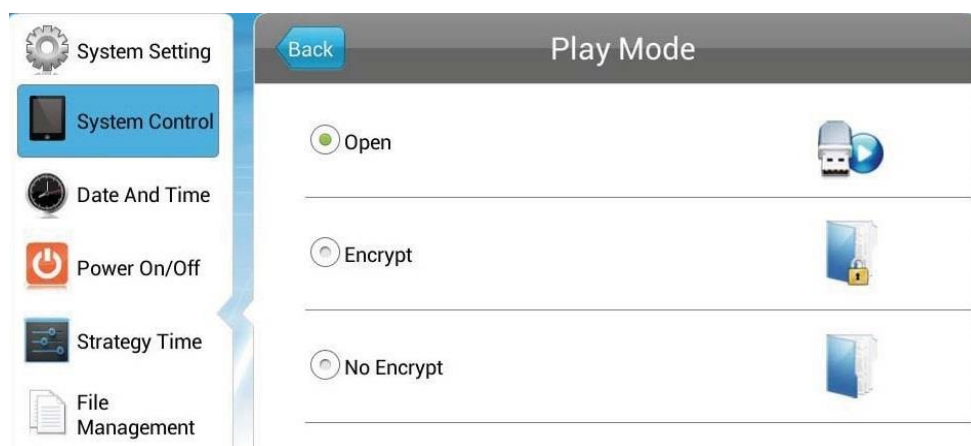 System Setting
System Control
Date And Time
Power On/Off
Strategy Time
File
Management
Back
Play Mode
Open
Encrypt
No Encrypt